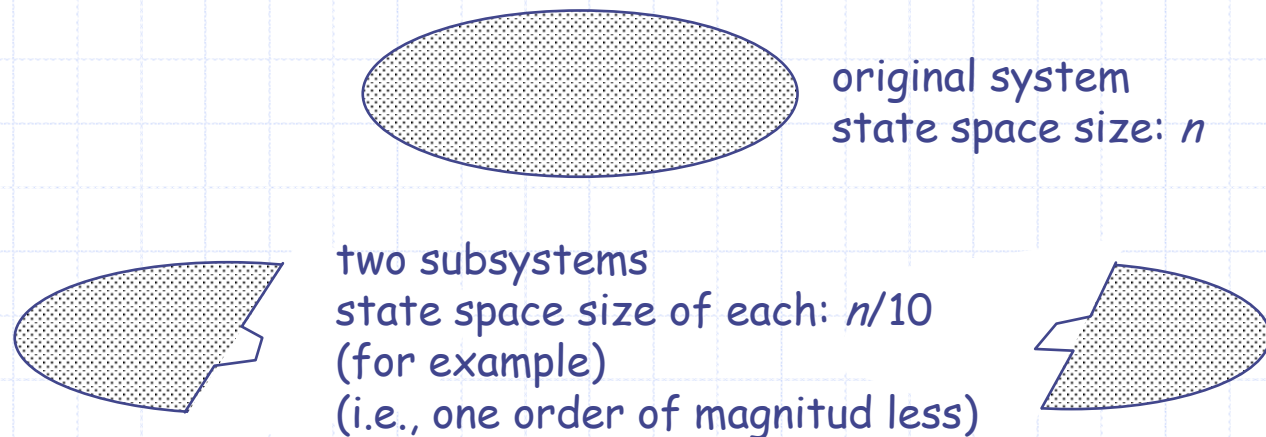 original system
state space size: n
two subsystems
state space size of each: n/10
(for example)
(i.e., one order of magnitud less)